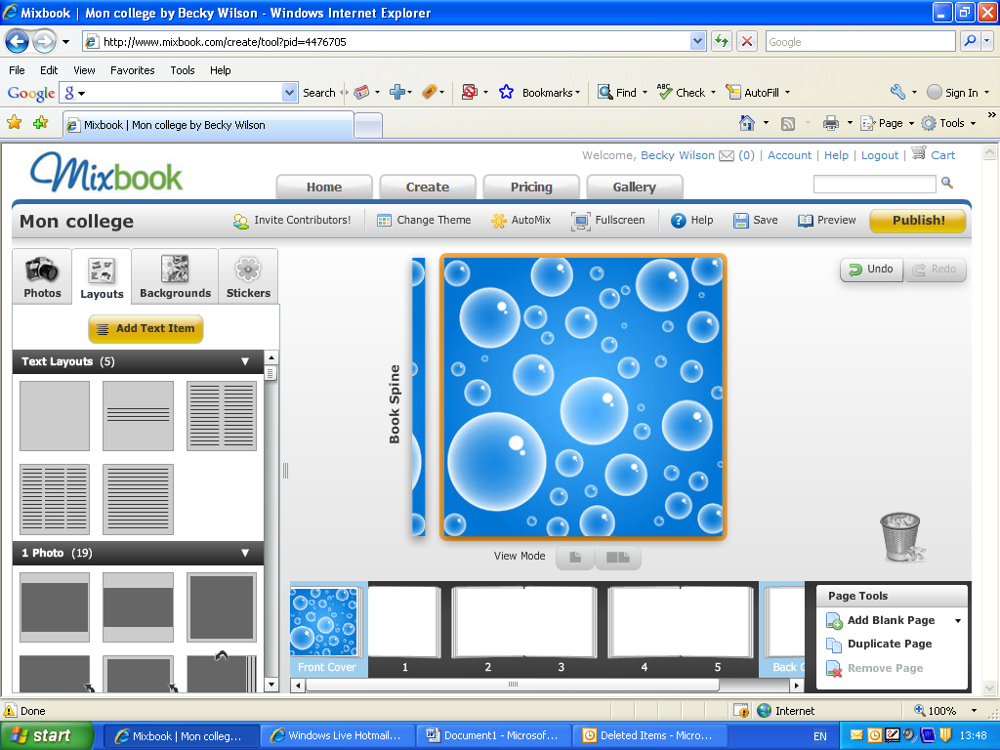 Mixbook | Mon college by Becky Wilson - Windows Internet Explorer
http://www.mixbook.com/create/tool?pid=4476705
Google
File Edit View Favorites Tools Help
Google g Search Bookmarks Find ABC Check AutoFill Sign In
Mixbook | Mon college by Becky Wilson
Page Tools »
Welcome, Becky Wilson (0) | Account | Help | Logout | Cart
Mixbook
Home Create Pricing Gallery
Mon college
Invite Contributors! Change Theme AutoMix Fullscreen Help Save Preview Publish!
Photos Layouts Backgrounds Stickers
Undo Redo
Add Text Item
Text Layouts (5)
Book Spine
1 Photo (19)
View Mode
Front Cover 1 2 3 4 5 Back C
Page Tools
Add Blank Page
Duplicate Page
Remove Page
Done Internet 100%
start Mixbook | Mon colleg... Windows Live Hotmail... Document1 - Microsof... Deleted Items - Micro... EN 13:48